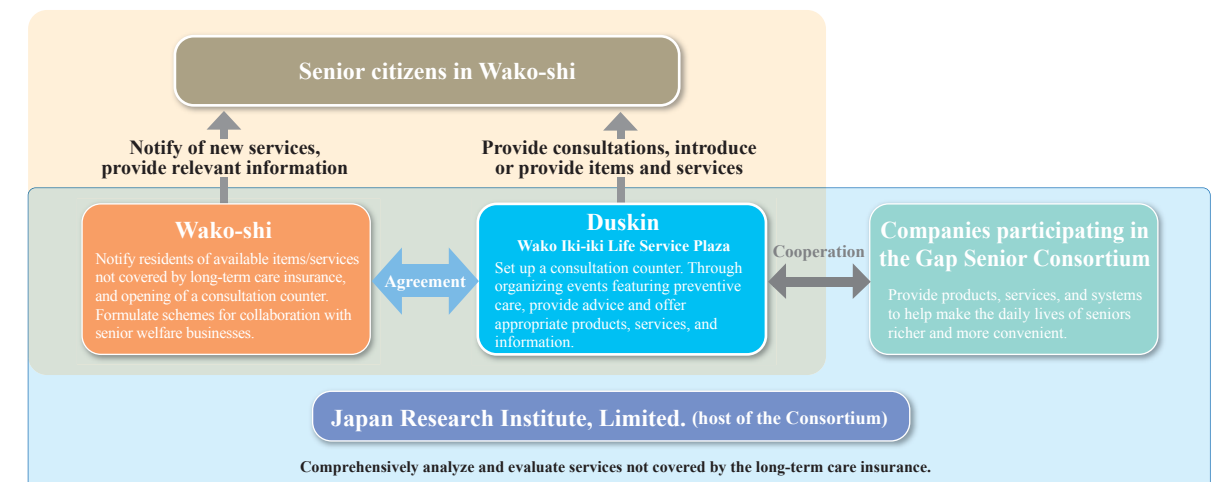 Senior citizens in Wako-shi
Notify of new services,
provide relevant information
Provide consultations, introduce
or provide items and services
Wako-shi
Notify residents of available items/services
not covered by long-term care insurance,
and opening of a consultation counter.
Formulate schemes for collaboration with
senior welfare businesses.
Agreement
Duskin
Wako Iki-iki Life Service Plaza
Set up a consultation counter. Through
organizing events featuring preventive
care, provide advice and offer
appropriate products, services, and
information.
Cooperation
Companies participating in
the Gap Senior Consortium
Provide products, services, and systems
to help make the daily lives of seniors
richer and more convenient.
Japan Research Institute, Limited. (host of the Consortium)
Comprehensively analyze and evaluate services not covered by the long-term care insurance.